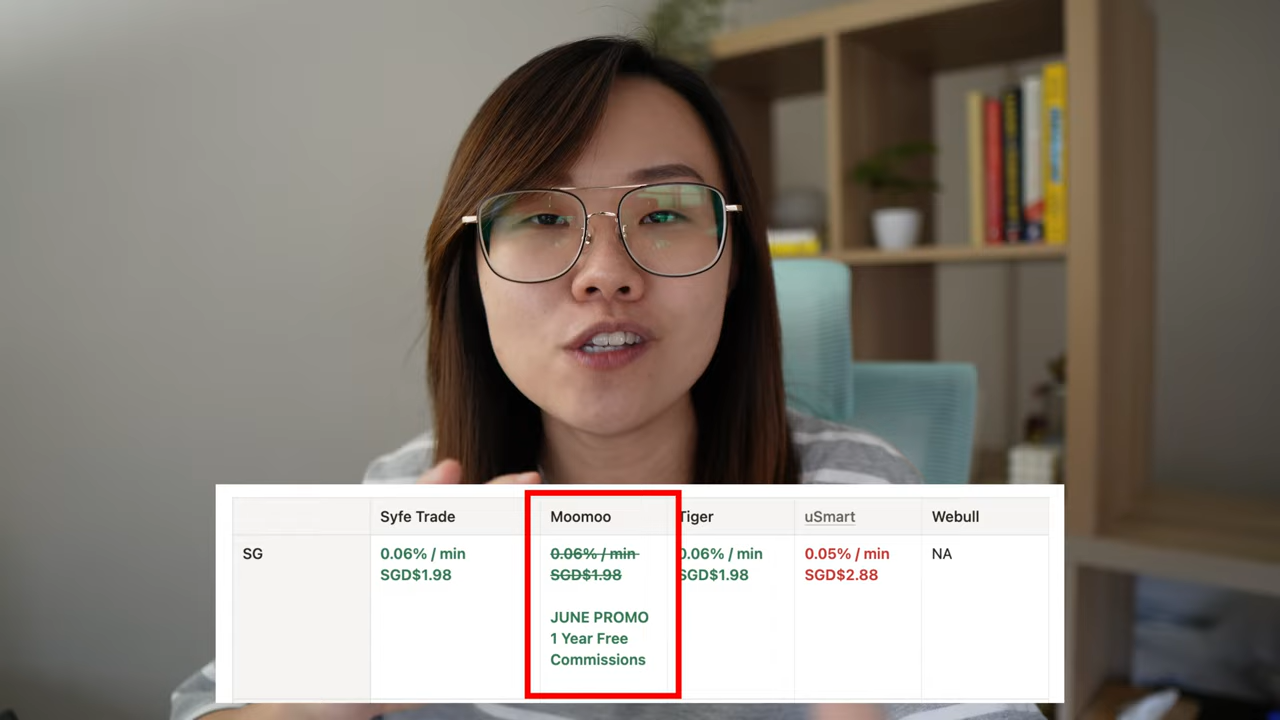 Syfe Trade Moomoo Tiger uSmart Webull
SG 0.06% / min 0.06% / min 0.06% / min 0.05% / min NA
SGD$1.98 SGD$1.98 SGD$1.98 SGD$2.88
JUNE PROMO
1 Year Free
Commissions